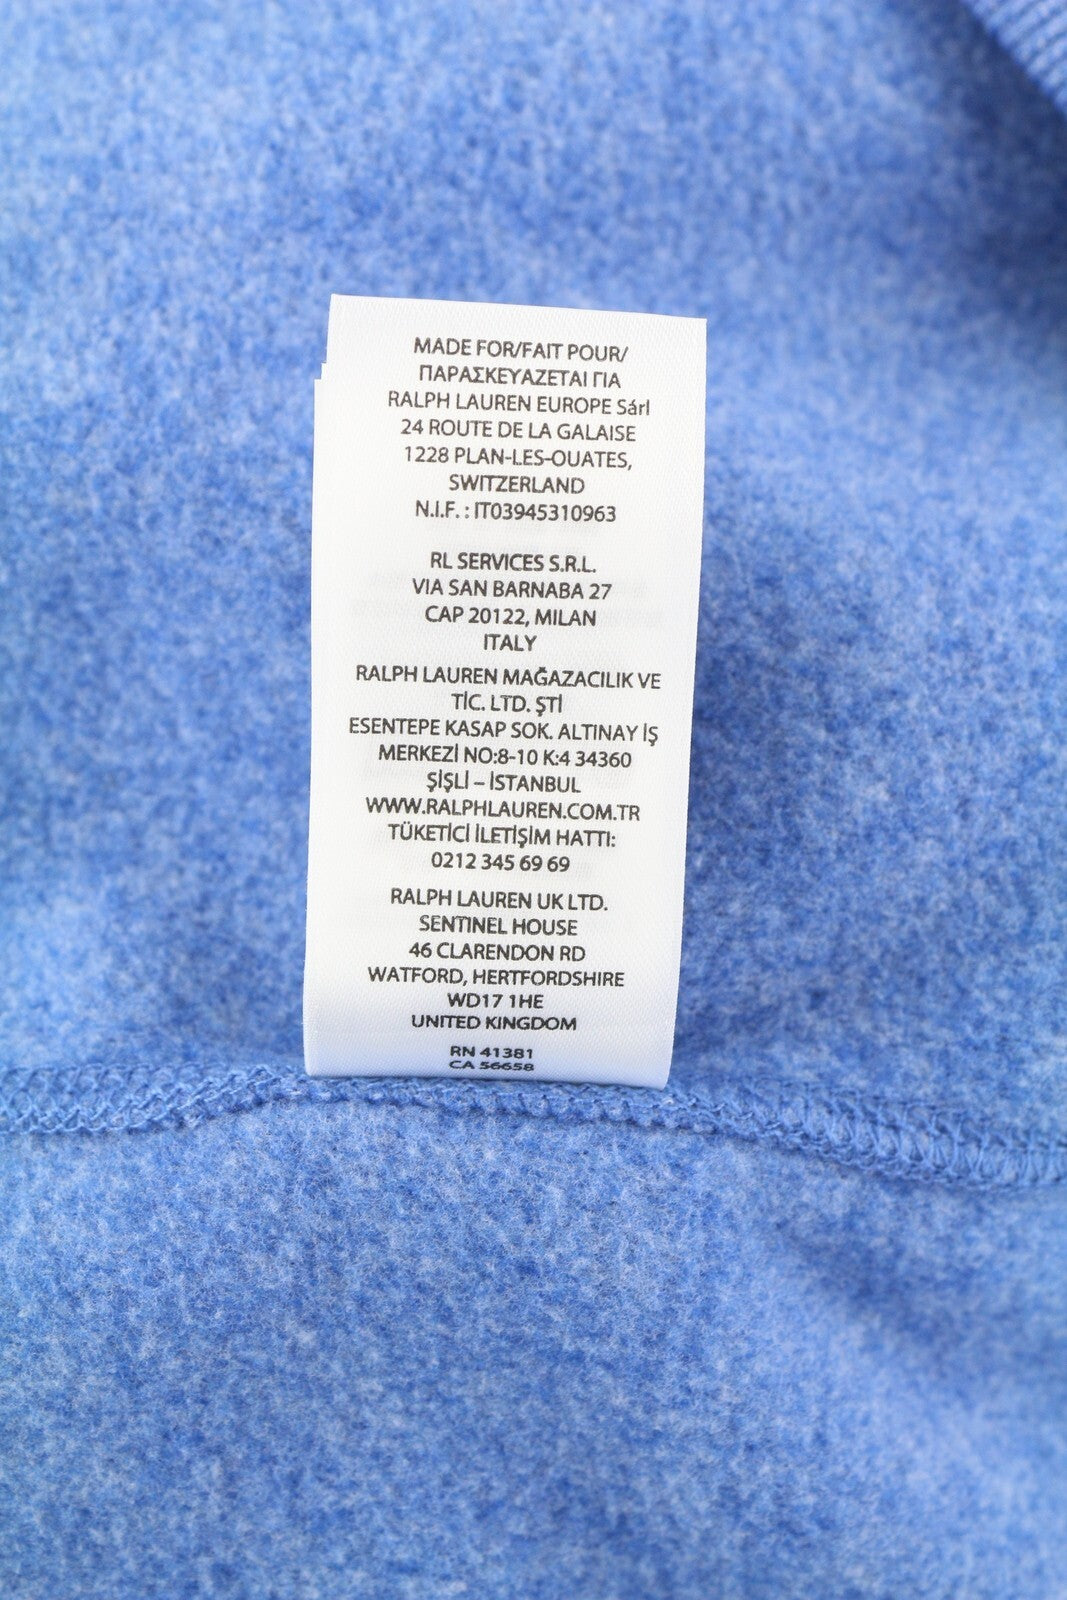 MADE FOR/FAIT POUR/
ΠΑΡΑΣΚΕΥΑΖΕΤΑΙ ΓΙΑ
RALPH LAUREN EUROPE Sárl
24 ROUTE DE LA GALAISE
1228 PLAN-LES-OUATES,
SWITZERLAND
N.I.F. : IT03945310963
RL SERVICES S.R.L.
VIA SAN BARNABA 27
CAP 20122, MILAN
ITALY
RALPH LAUREN MAĞAZACILIK VE
TİC. LTD. ŞTİ
ESENTEPE KASAP SOK. ALTINAY İŞ
MERKEZİ NO:8-10 K:4 34360
ŞİŞLİ – İSTANBUL
WWW.RALPHLAUREN.COM.TR
TÜKETİCİ İLETİŞİM HATTI:
0212 345 69 69
RALPH LAUREN UK LTD.
SENTINEL HOUSE
46 CLARENDON RD
WATFORD, HERTFORDSHIRE
WD17 1HE
UNITED KINGDOM
RN 41381
CA 56658